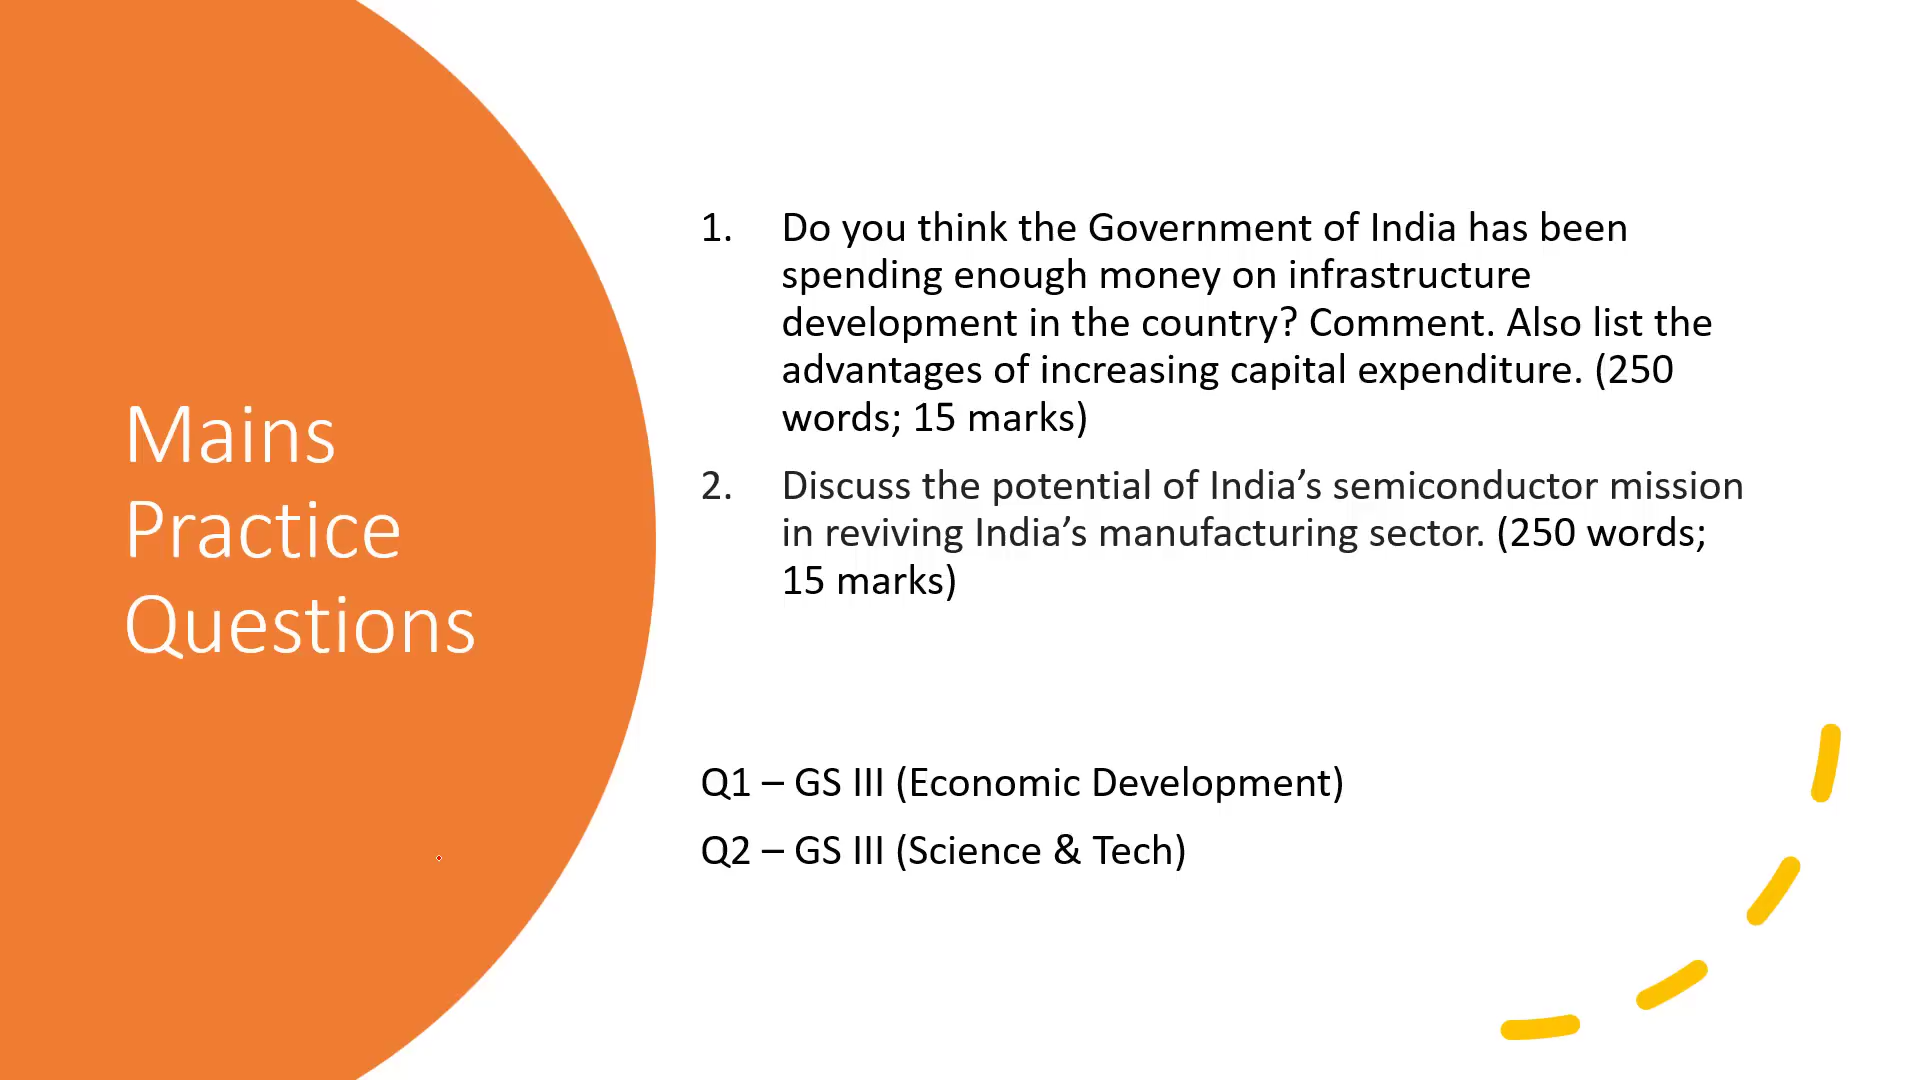 Mains
Practice
Questions
1. Do you think the Government of India has been
spending enough money on infrastructure
development in the country? Comment. Also list the
advantages of increasing capital expenditure. (250
words; 15 marks)
2. Discuss the potential of India’s semiconductor mission
in reviving India’s manufacturing sector. (250 words;
15 marks)
Q1 – GS III (Economic Development)
Q2 – GS III (Science & Tech)